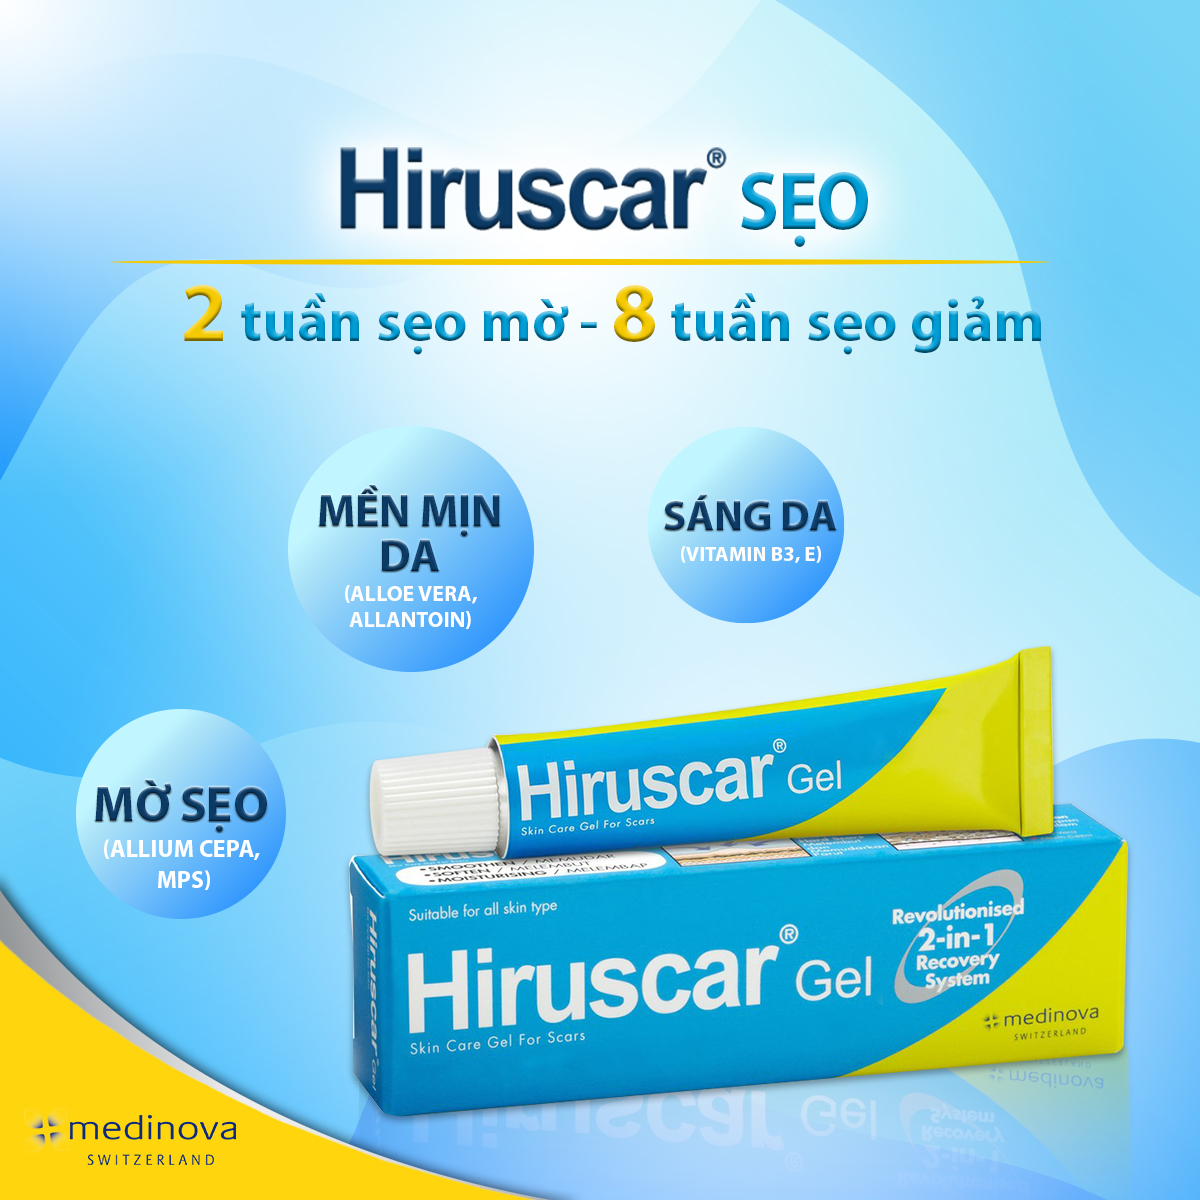 Hiruscar® SẸO
2 tuần sẹo mờ - 8 tuần sẹo giảm
MỀN MỊN
DA
(ALLOE VERA,
ALLANTOIN)
SÁNG DA
(VITAMIN B3, E)
MỜ SẸO
(ALLIUM CEPA,
MPS)
Hiruscar® Gel
Skin Care Gel For Scars
• SMOOTHEN / MEMUDAR
• SOFTEN / MELEMBUT
• MOISTURISING / MELEMBAP
Suitable for all skin type
Hiruscar® Gel
Skin Care Gel For Scars
Revolutionised
2-in-1
Recovery
System
medinova
SWITZERLAND
Hiruscar® Gel
medinova
SWITZERLAND